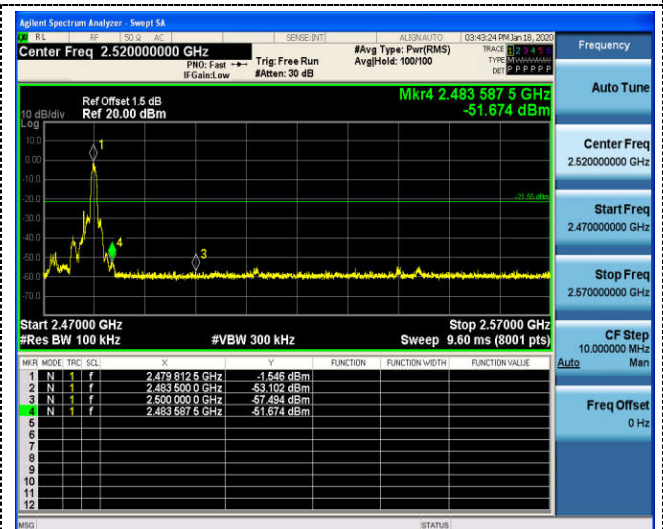 Agilent Spectrum Analyzer - Swept SA
RL RF 50 Ω AC SENSE:INT ALIGNAUTO 03:43:24 PM Jan 18, 2020
Center Freq 2.520000000 GHz #Avg Type: Pwr(RMS) TRACE 1 2 3 4 5 6
PNO: Fast Trig: Free Run Avg|Hold: 100/100 TYPE M
IFGain:Low #Atten: 30 dB DET P P P P P P
Mkr4 2.483 587 5 GHz
-51.674 dBm
Ref Offset 1.5 dB
10 dB/div Ref 20.00 dBm
Log
10.0
0.00
-10.0
-20.0
-30.0
-40.0
-50.0
-60.0
-70.0
1
-21.55 dBm
4
3
Start 2.47000 GHz Stop 2.57000 GHz
#Res BW 100 kHz #VBW 300 kHz Sweep 9.60 ms (8001 pts)
MKR MODE TRC SCL X Y FUNCTION FUNCTION WIDTH FUNCTION VALUE
1 N 1 f 2.479 812 5 GHz -1.546 dBm
2 N 1 f 2.483 500 0 GHz -53.102 dBm
3 N 1 f 2.500 000 0 GHz -57.494 dBm
4 N 1 f 2.483 587 5 GHz -51.674 dBm
5
6
7
8
9
10
11
12
MSG STATUS
Frequency
Auto Tune
Center Freq
2.520000000 GHz
Start Freq
2.470000000 GHz
Stop Freq
2.570000000 GHz
CF Step
10.000000 MHz
Auto Man
Freq Offset
0 Hz